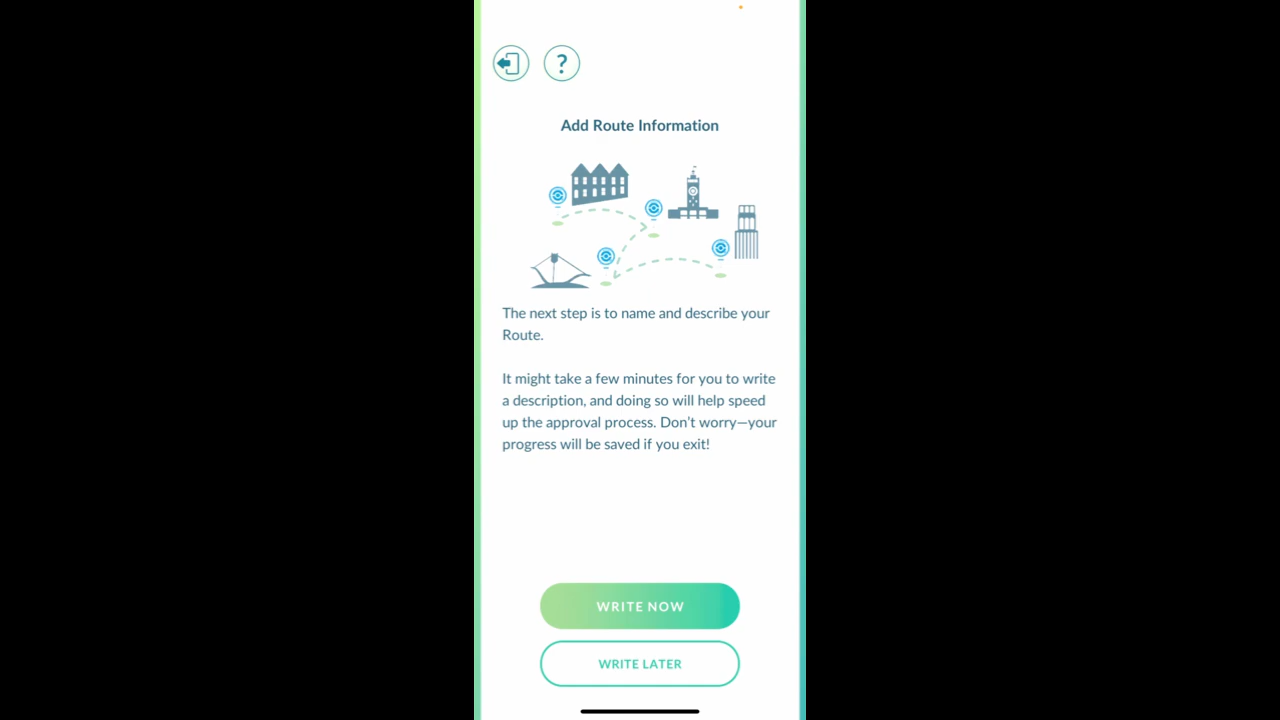 ?
Add Route Information
The next step is to name and describe your
Route.
It might take a few minutes for you to write
a description, and doing so will help speed
up the approval process. Don't worry—your
progress will be saved if you exit!
WRITE NOW
WRITE LATER